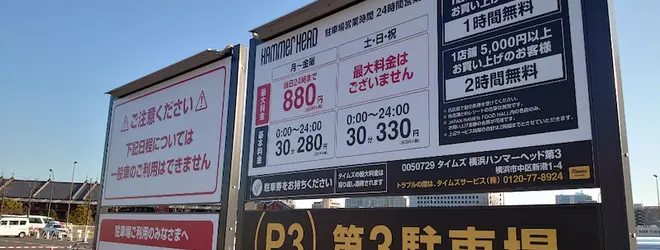 ⚠ご注意ください⚠
下記日程については
一般車のご利用はできません
駐車場ご利用のみなさまへ
HAMMER HEAD
駐車場営業時間 24時間営業
月～金曜
土・日・祝
最大料金
当日24時まで
880円
最大料金は
ございません
基本料金
0:00～24:00
30分 280円
0:00～24:00
30分 330円
駐車券をお持ちください
タイムズの最大料金は
繰り返し適用されます
お買い上げのお客様
1時間無料
1店舗 5,000円以上
お買い上げのお客様
2時間無料
0050729 タイムズ 横浜ハンマーヘッド第3
横浜市中区新港1-4
トラブルの際は、タイムズサービス(株) 0120-77-8924
P3 第3駐車場